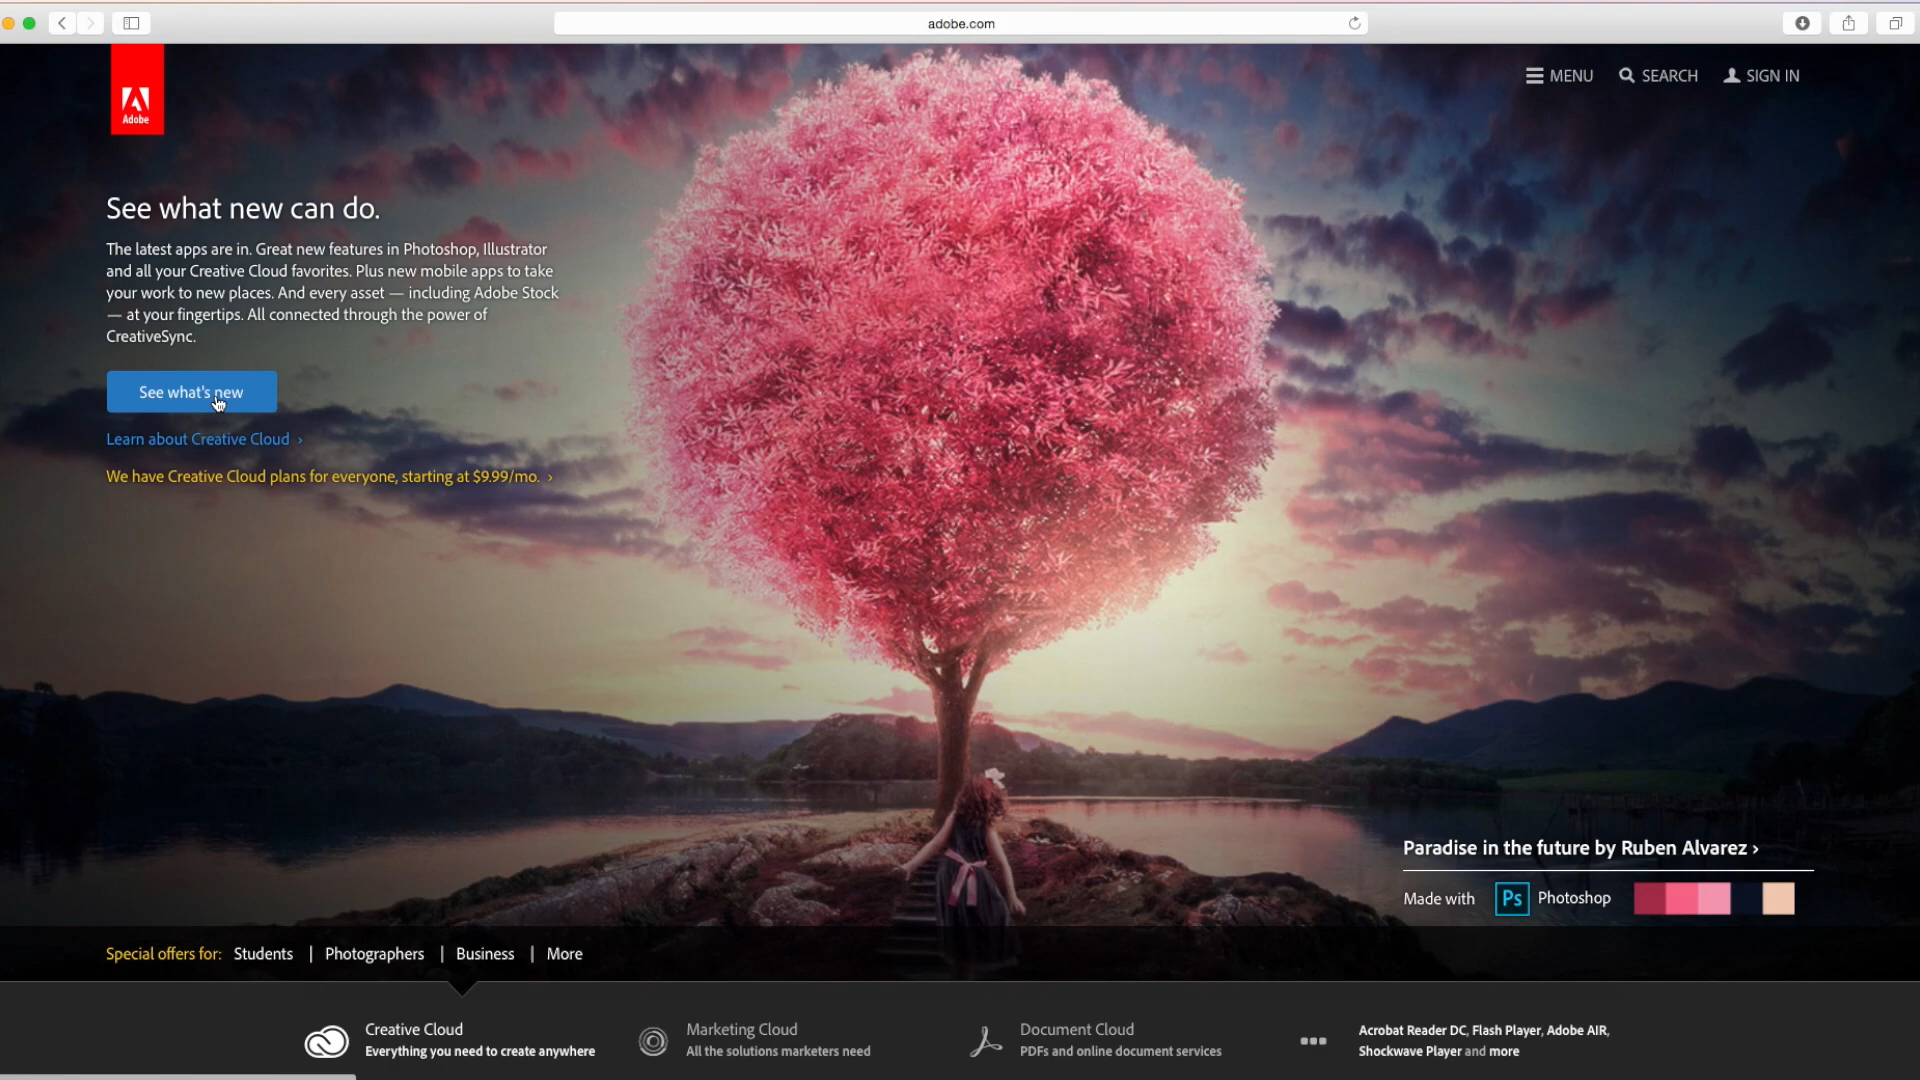 adobe.com
Adobe
MENU
SEARCH
SIGN IN
See what new can do.
The latest apps are in. Great new features in Photoshop, Illustrator
and all your Creative Cloud favorites. Plus new mobile apps to take
your work to new places. And every asset — including Adobe Stock
— at your fingertips. All connected through the power of
CreativeSync.
See what's new
Learn about Creative Cloud ›
We have Creative Cloud plans for everyone, starting at $9.99/mo. ›
Paradise in the future by Ruben Alvarez ›
Made with Ps Photoshop
Special offers for: Students | Photographers | Business | More
Creative Cloud
Everything you need to create anywhere
Marketing Cloud
All the solutions marketers need
Document Cloud
PDFs and online document services
Acrobat Reader DC, Flash Player, Adobe AIR,
Shockwave Player and more